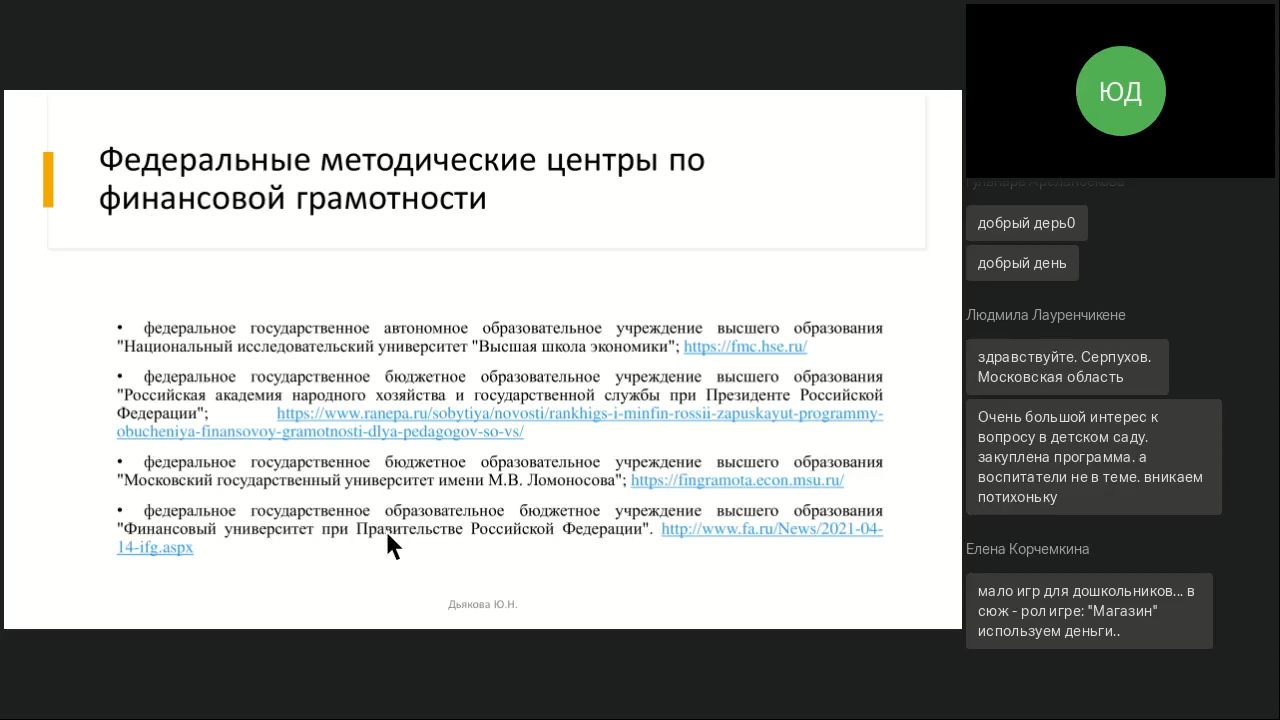 Федеральные методические центры по
финансовой грамотности
• федеральное государственное автономное образовательное учреждение высшего образования
"Национальный исследовательский университет "Высшая школа экономики"; https://fmc.hse.ru/
• федеральное государственное бюджетное образовательное учреждение высшего образования
"Российская академия народного хозяйства и государственной службы при Президенте Российской
Федерации"; https://www.ranepa.ru/sobytiya/novosti/rankhigs-i-minfin-rossii-zapuskayut-programmy-
obucheniya-finansovoy-gramotnosti-dlya-pedagogov-so-vs/
• федеральное государственное бюджетное образовательное учреждение высшего образования
"Московский государственный университет имени М.В. Ломоносова"; https://fingramota.econ.msu.ru/
• федеральное государственное образовательное бюджетное учреждение высшего образования
"Финансовый университет при Правительстве Российской Федерации". http://www.fa.ru/News/2021-04-
14-ifg.aspx
Дьякова Ю.Н.
ЮД
добрый дерь0
добрый день
Людмила Лауренчикене
здравствуйте. Серпухов.
Московская область
Очень большой интерес к
вопросу в детском саду.
закуплена программа. а
воспитатели не в теме. вникаем
потихоньку
Елена Корчемкина
мало игр для дошкольников... в
сюж - рол игре: "Магазин"
используем деньги..